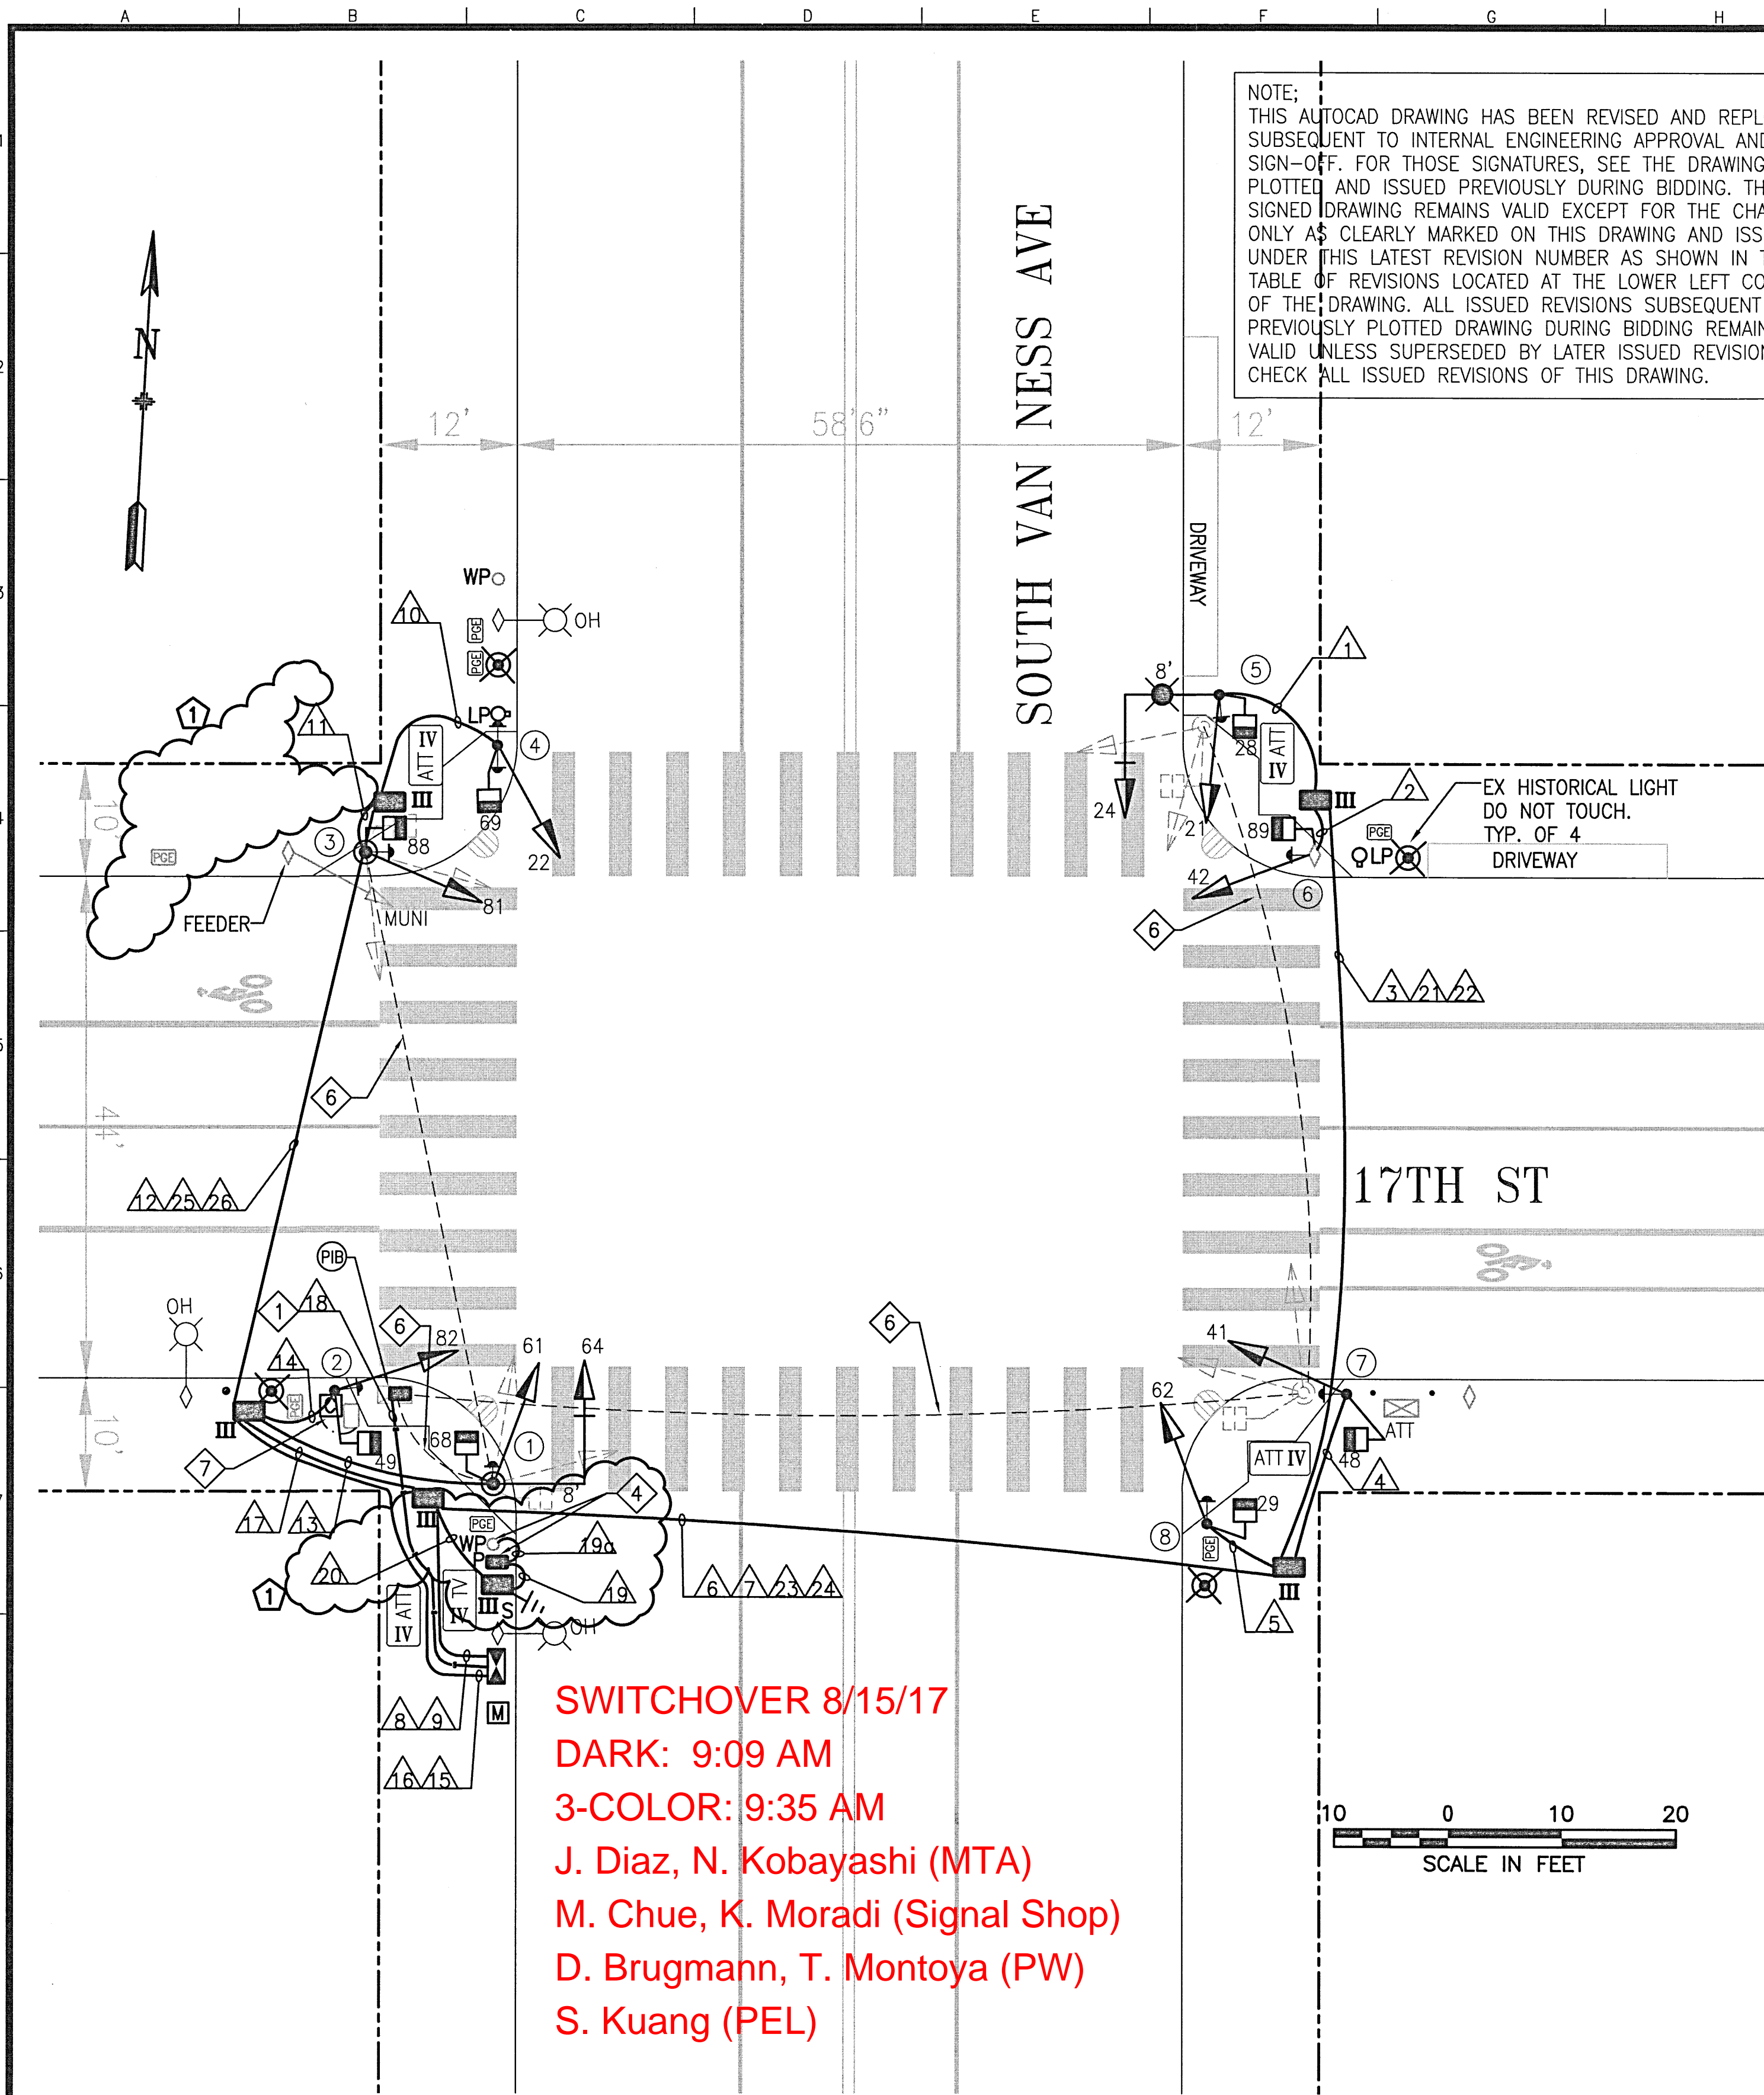 A B C D E F G H
NOTE;
THIS AUTOCAD DRAWING HAS BEEN REVISED AND REPL
SUBSEQUENT TO INTERNAL ENGINEERING APPROVAL AND
SIGN-OFF. FOR THOSE SIGNATURES, SEE THE DRAWING
PLOTTED AND ISSUED PREVIOUSLY DURING BIDDING. TH
SIGNED DRAWING REMAINS VALID EXCEPT FOR THE CHA
ONLY AS CLEARLY MARKED ON THIS DRAWING AND ISS
UNDER THIS LATEST REVISION NUMBER AS SHOWN IN T
TABLE OF REVISIONS LOCATED AT THE LOWER LEFT CO
OF THE DRAWING. ALL ISSUED REVISIONS SUBSEQUENT
PREVIOUSLY PLOTTED DRAWING DURING BIDDING REMAIN
VALID UNLESS SUPERSEDED BY LATER ISSUED REVISION
CHECK ALL ISSUED REVISIONS OF THIS DRAWING.
N
SOUTH VAN NESS AVE
12' 58'6" 12'
DRIVEWAY
WP
10
PGE OH
PGE
8' 5 1
1 11 LP
IV ATT 4
28 ATT IV
III
III 2
EX HISTORICAL LIGHT
DO NOT TOUCH.
TYP. OF 4
DRIVEWAY
10'
3 88 69 22
24 21 89 PGE LP
PGE
42 6
81
FEEDER MUNI
6
3 21 22
6
44'
12 25 26
17TH ST
PIB
OH 1 18 6 82 61 64 6
41 7
14 2
PGE
III
62
ATT
68 1
49
7
ATT IV 48 4
8' 4
29
17 13
III PGE
WP 19a
8 PGE
20 P
1 ATT IV TV IV III S 19
6 7 23 24
III
5
OH
8 9 M
16 15
SWITCHOVER 8/15/17
DARK: 9:09 AM
3-COLOR: 9:35 AM
J. Diaz, N. Kobayashi (MTA)
M. Chue, K. Moradi (Signal Shop)
D. Brugmann, T. Montoya (PW)
S. Kuang (PEL)
10'
10 0 10 20
SCALE IN FEET